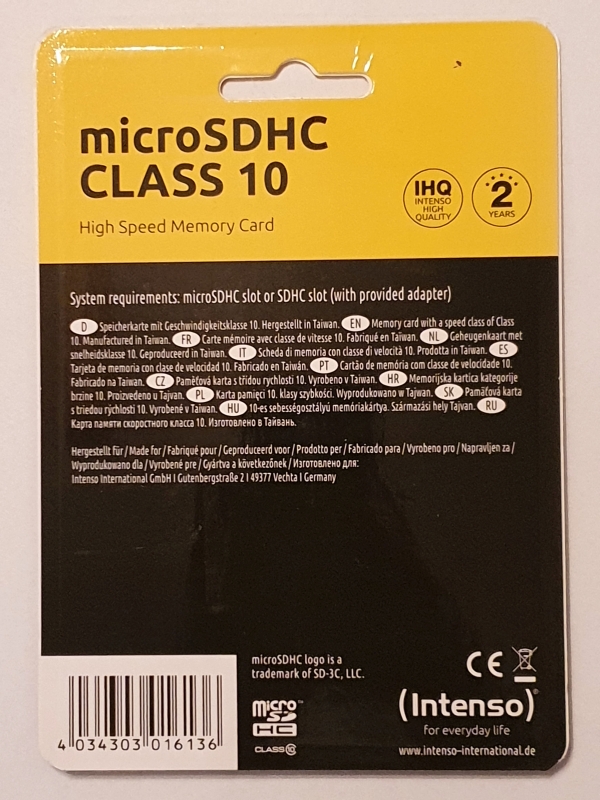 microSDHC
CLASS 10
High Speed Memory Card
IHQ
INTENSO
HIGH
QUALITY
2
YEARS
System requirements: microSDHC slot or SDHC slot (with provided adapter)
D Speicherkarte mit Geschwindigkeitsklasse 10. Hergestellt in Taiwan. EN Memory card with a speed class of Class
10. Manufactured in Taiwan. FR Carte mémoire avec classe de vitesse 10. Fabriqué en Taiwan. NL Geheugenkaart met
snelheidsklasse 10. Geproduceerd in Taiwan. IT Scheda di memoria con classe di velocità 10. Prodotta in Taiwan. ES
Tarjeta de memoria con clase de velocidad 10. Fabricado en Taiwán. PT Cartão de memória com classe de velocidade 10.
Fabricado na Taiwan. CZ Paměťová karta s třídou rychlosti 10. Vyrobeno v Taiwan. HR Memorijska kartica kategorije
brzine 10. Proizvedeno u Tajvan. PL Karta pamięci 10. klasy szybkości. Wyprodukowano w Taiwan. SK Pamäťová karta
s triedou rýchlosti 10. Vyrobené v Taiwan. HU 10-es sebességosztályú memóriakártya. Származási hely Tajvan. RU
Карта памяти скоростного класса 10. Изготовлено в Тайвань.
Hergestellt für / Made for / Fabriqué pour / Geproduceerd voor / Prodotto per / Fabricado para / Vyrobeno pro / Napravljen za /
Wyprodukowano dla / Vyrobené pre / Gyártva a következőnek / Изготовлено для:
Intenso International GmbH I Gutenbergstraße 2 I 49377 Vechta I Germany
microSDHC logo is a
trademark of SD-3C, LLC.
CE
micro™
SD
HC
CLASS 10
(Intenso)®
for everyday life
www.intenso-international.de
4 034303 016136